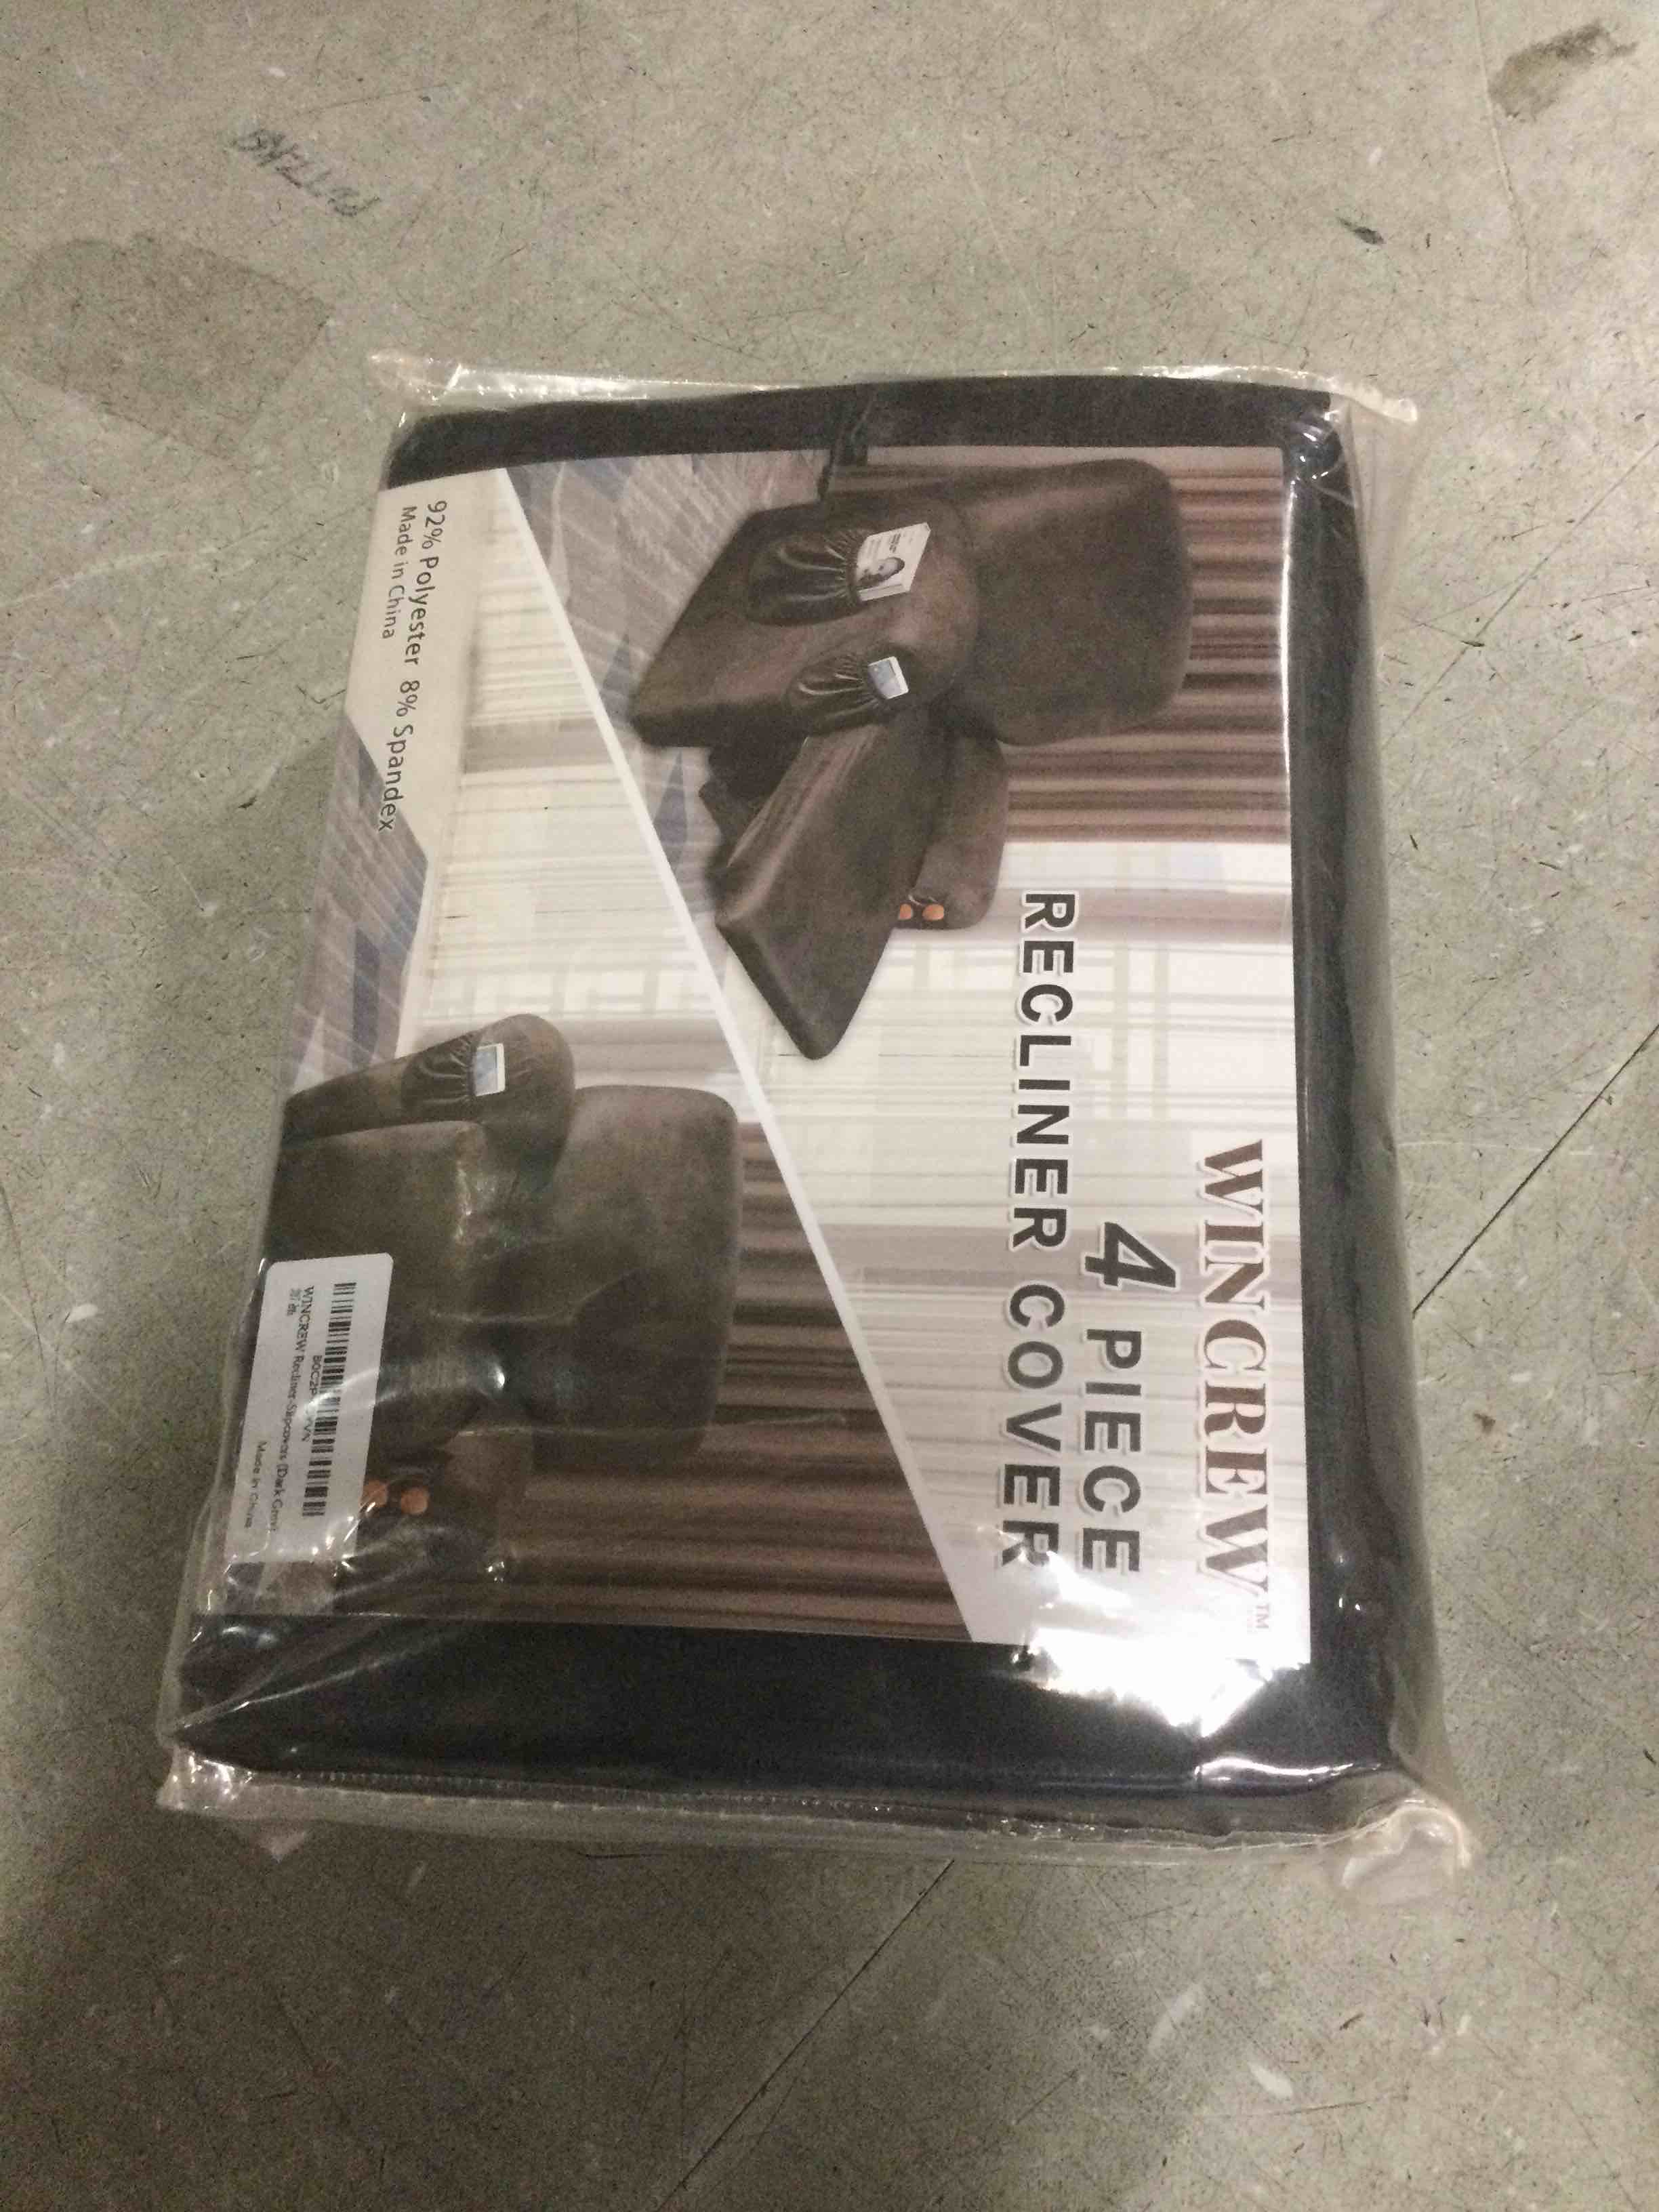 WINCREW™
4 PIECE
RECLINER COVER
92% Polyester 8% Spandex
Made in China
WINCREW Recliner Slipcovers (Dark Grey)
Made in China